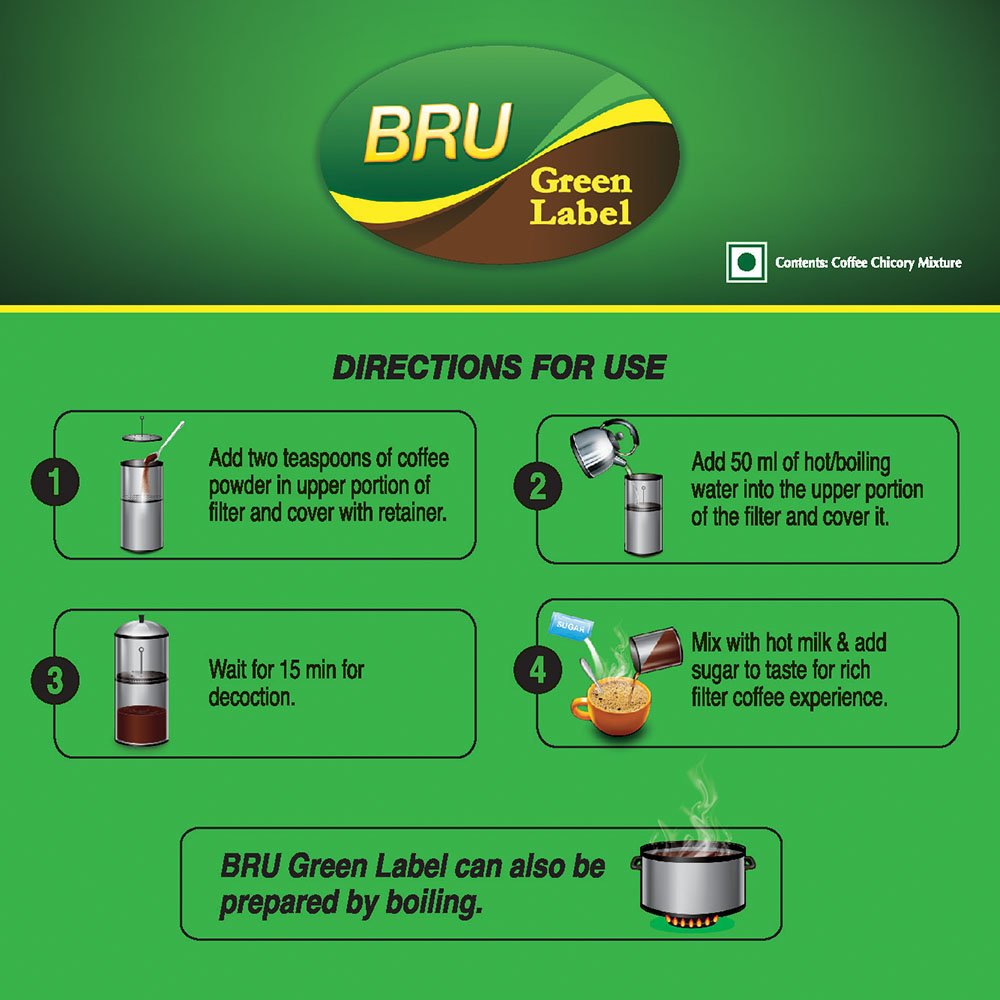 BRU
Green
Label
Contents: Coffee Chicory Mixture
DIRECTIONS FOR USE
1
Add two teaspoons of coffee
powder in upper portion of
filter and cover with retainer.
2
Add 50 ml of hot/boiling
water into the upper portion
of the filter and cover it.
3
Wait for 15 min for
decoction.
4
SUGAR
Mix with hot milk & add
sugar to taste for rich
filter coffee experience.
BRU Green Label can also be
prepared by boiling.